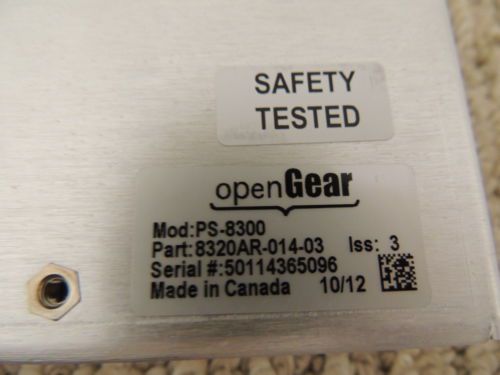 SAFETY
TESTED
openGear
Mod:PS-8300
Part:8320AR-014-03 Iss: 3
Serial #:50114365096
Made in Canada 10/12